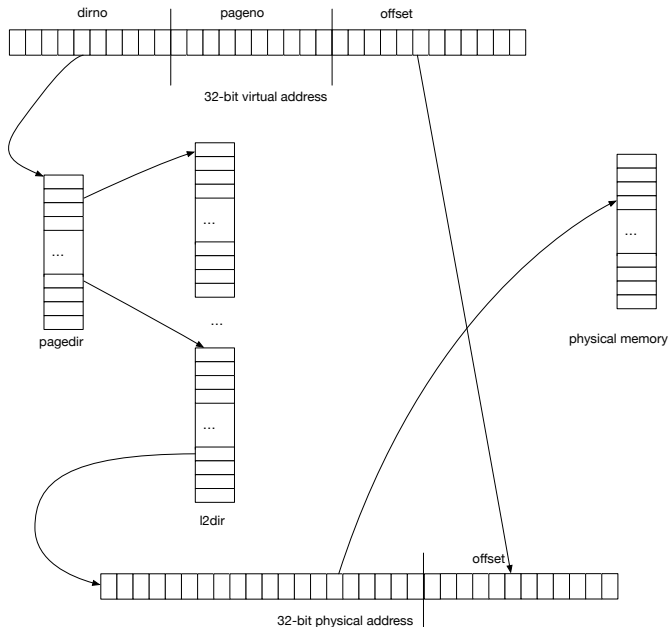 dirno
pageno
offset
32-bit virtual address
...
...
...
pagedir
...
physical memory
...
l2dir
offset
32-bit physical address